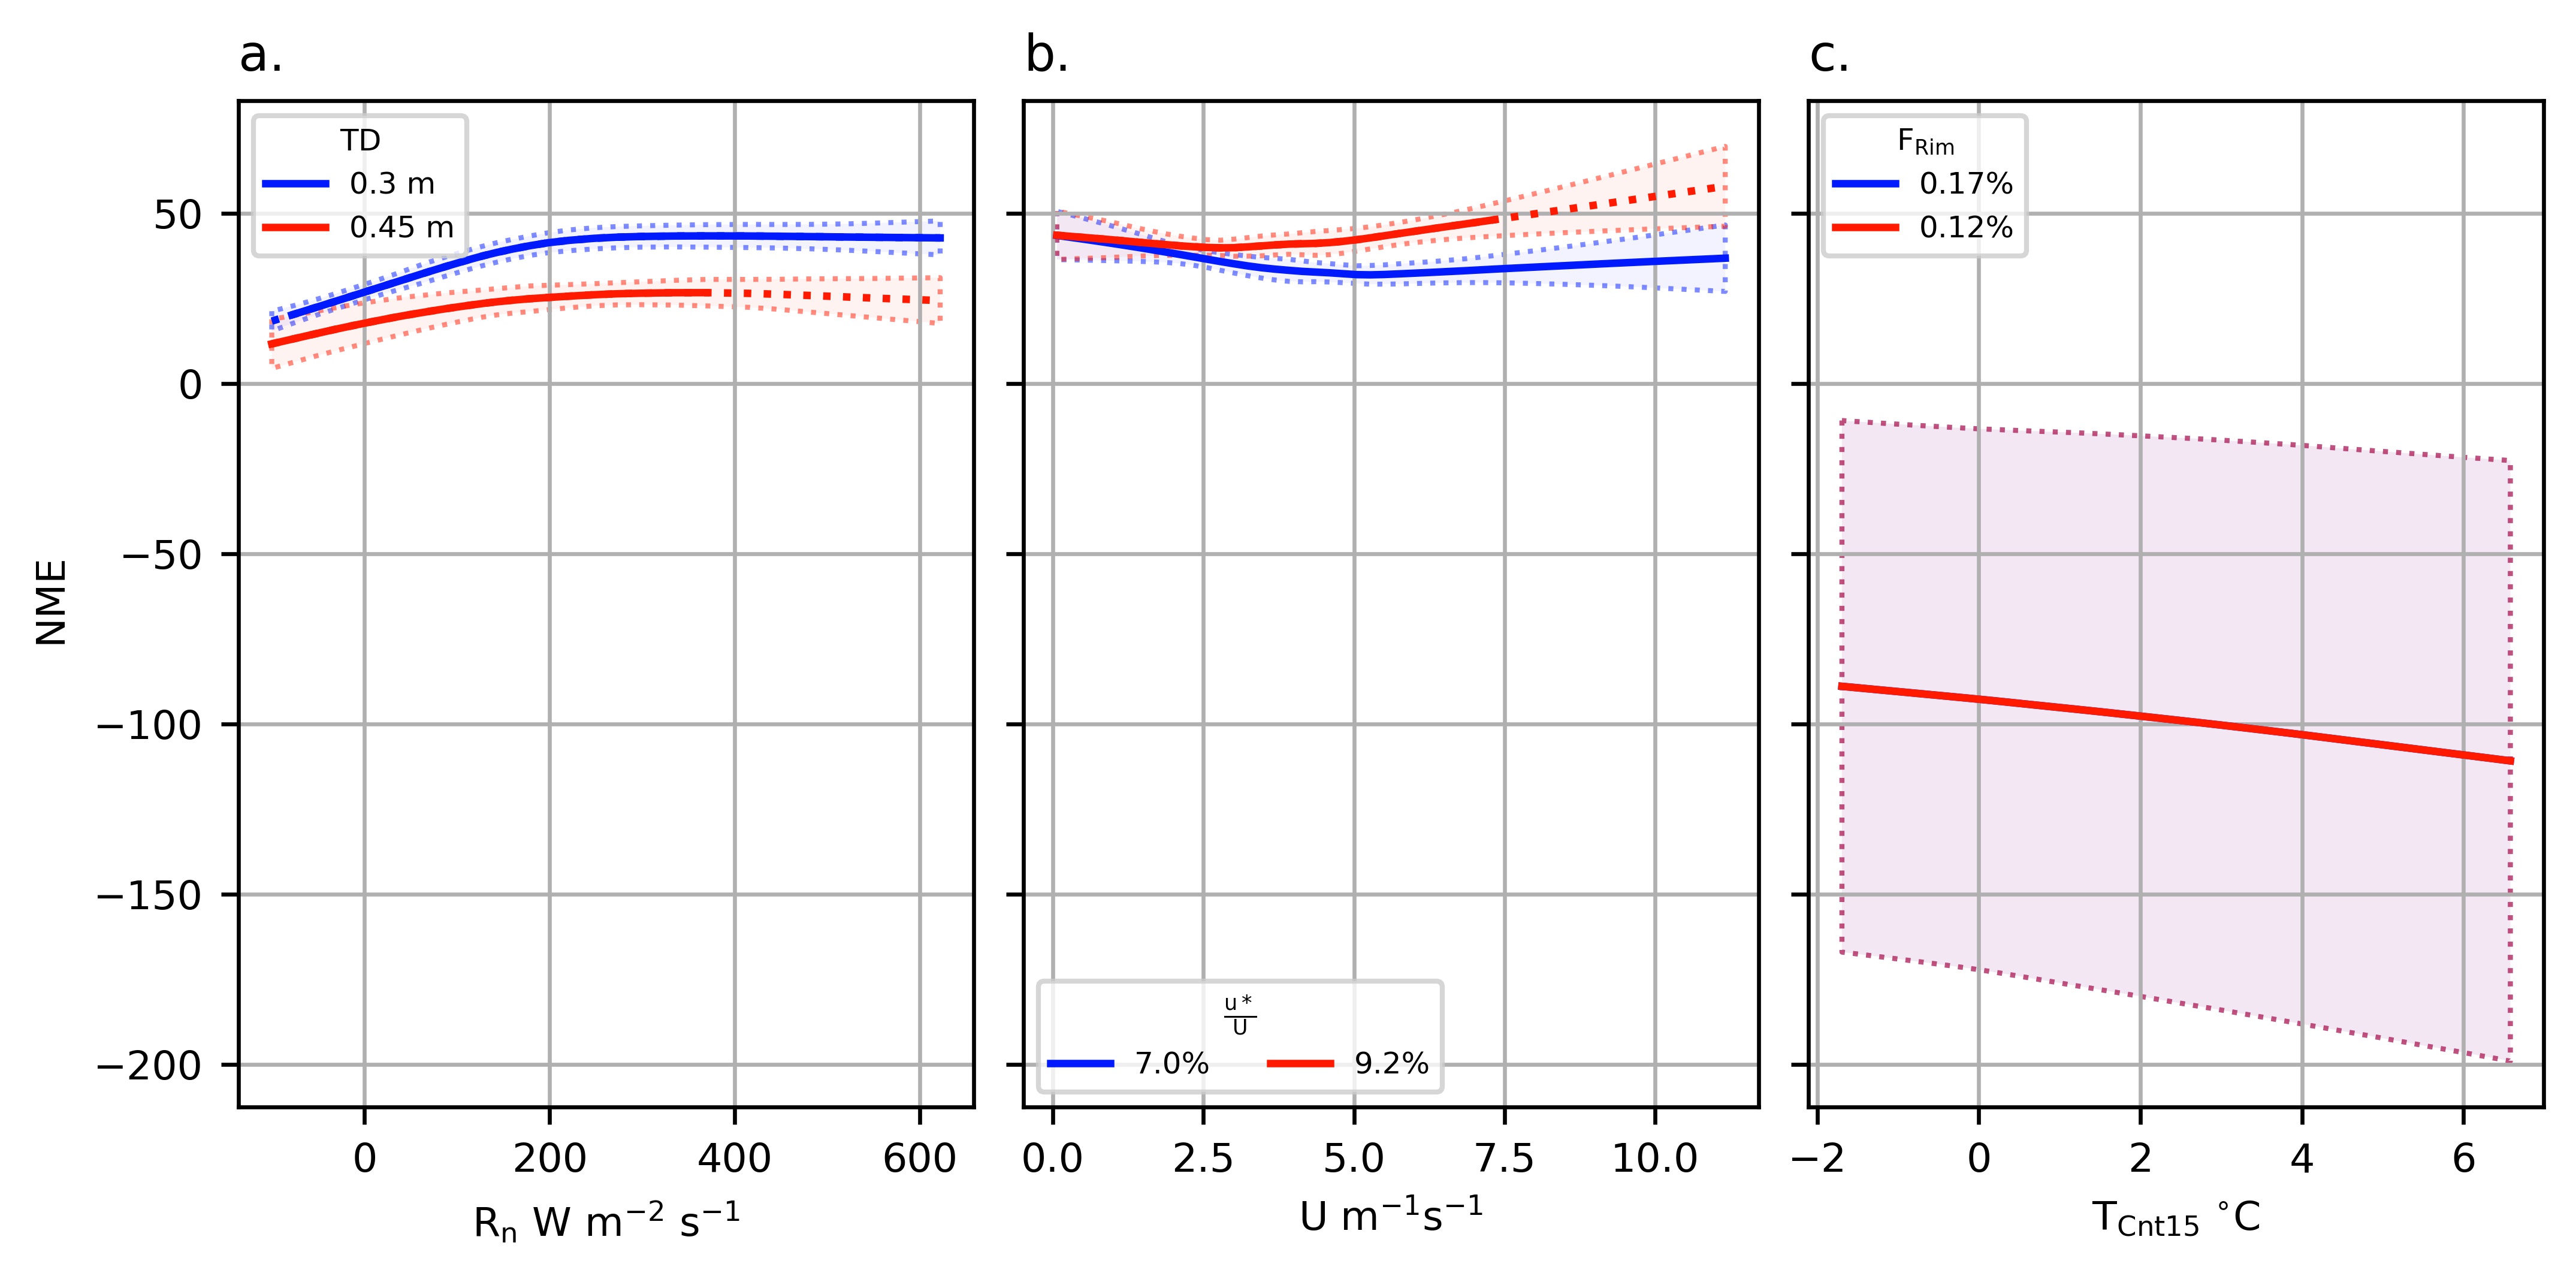 a.
b.
c.
TD
0.3 m
0.45 m
F_Rim
0.17%
0.12%
NME
50
0
−50
−100
−150
−200
u*
U
7.0%
9.2%
0
200
400
600
0.0
2.5
5.0
7.5
10.0
−2
0
2
4
6
Rₙ W m⁻² s⁻¹
U m⁻¹s⁻¹
T_Cnt15 °C